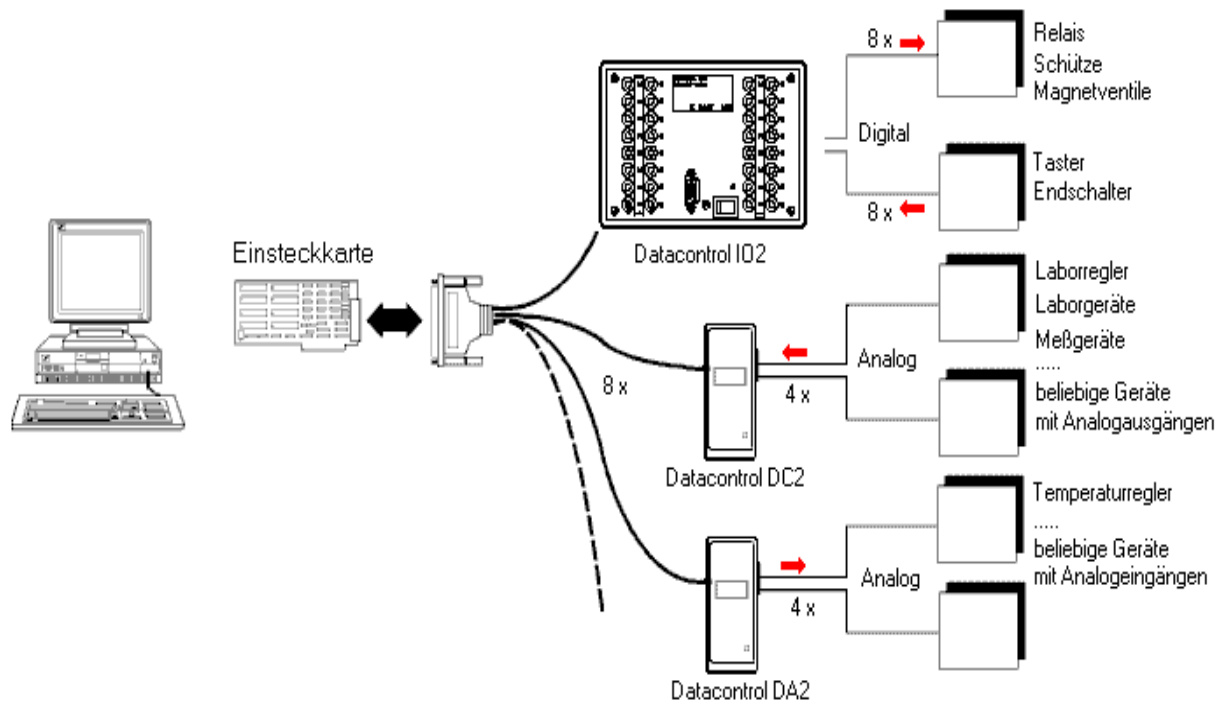 8 x
Relais
Schütze
Magnetventile
Digital
Taster
Endschalter
8 x
Datacontrol IO2
Einsteckkarte
Laborregler
Laborgeräte
Meßgeräte
.....
beliebige Geräte
mit Analogausgängen
Analog
4 x
8 x
Datacontrol DC2
Temperaturregler
.....
beliebige Geräte
mit Analogeingängen
Analog
4 x
Datacontrol DA2